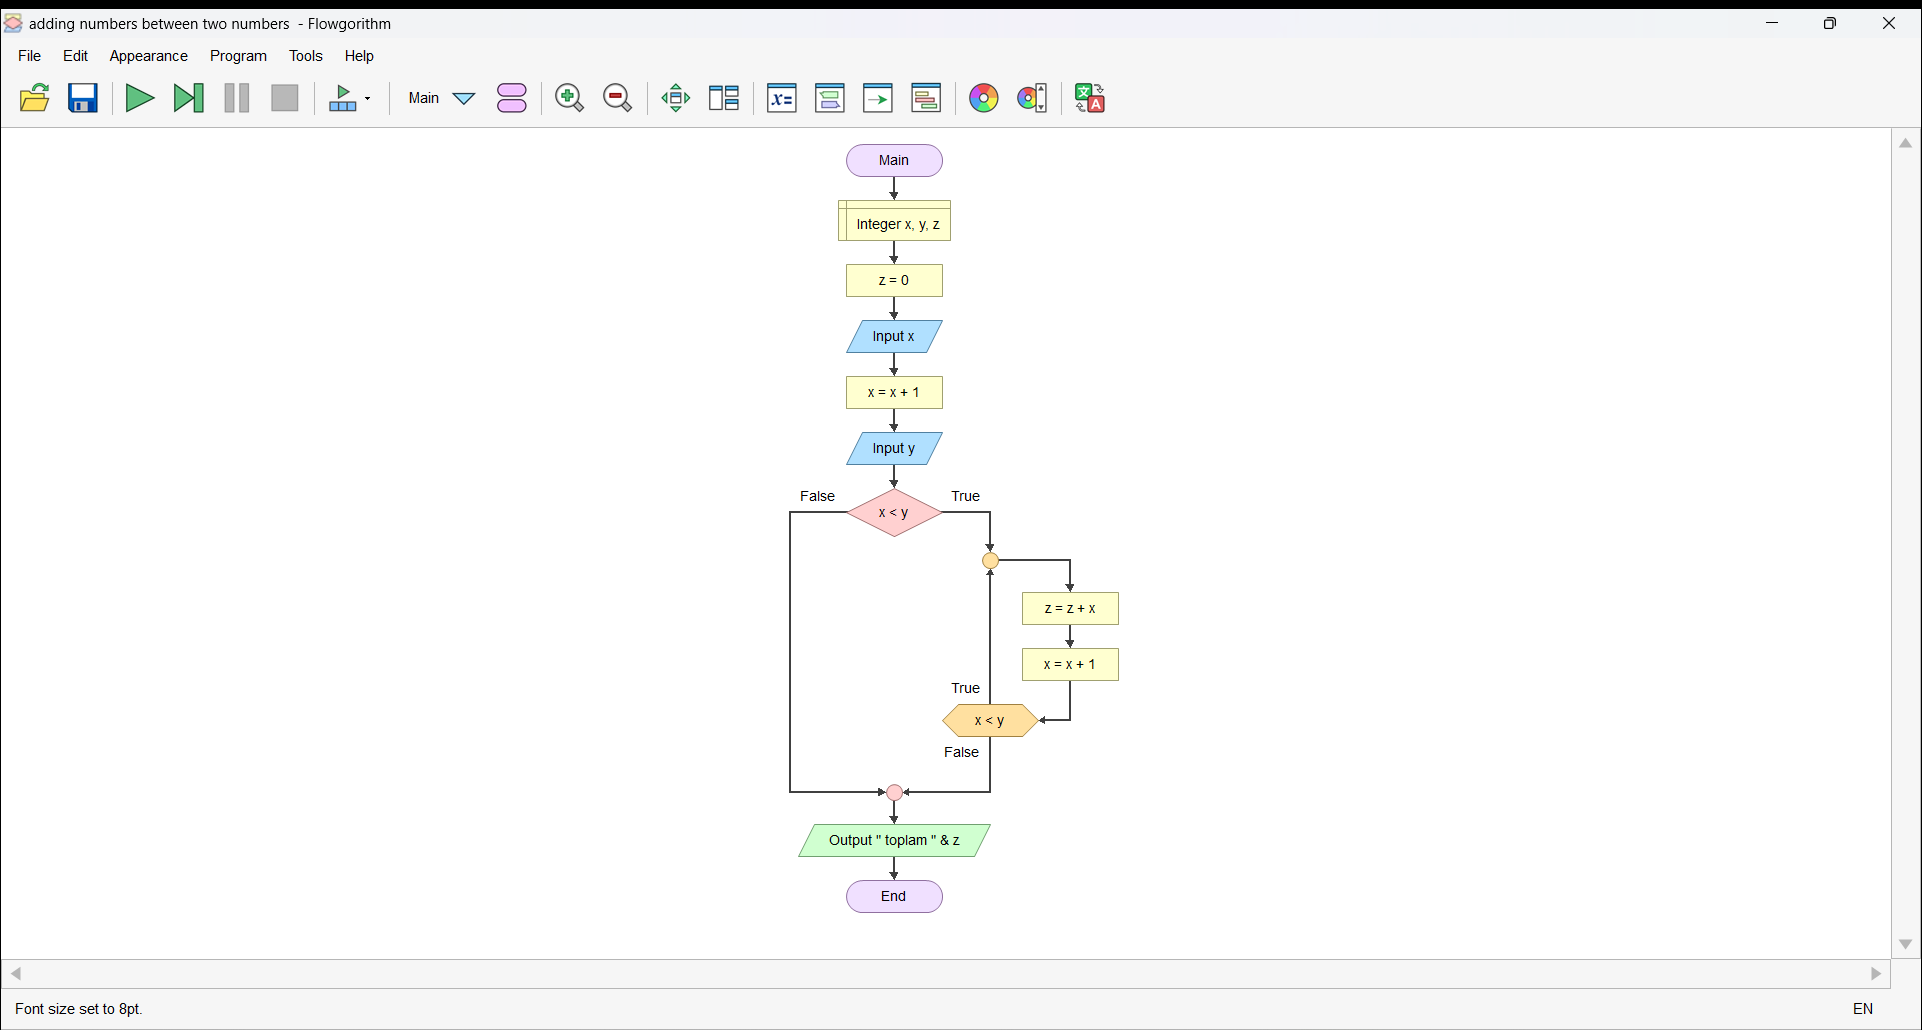 adding numbers between two numbers - Flowgorithm
File Edit Appearance Program Tools Help
Main
x=
文 A
Main
Integer x, y, z
z = 0
Input x
x = x + 1
Input y
False True
x < y
z = z + x
x = x + 1
True
x < y
False
Output " toplam " & z
End
Font size set to 8pt.
EN